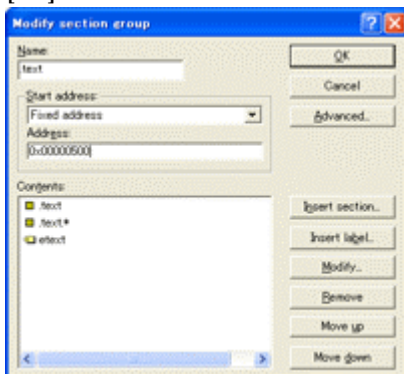 Modify section group
Name:
text
OK
Cancel
Advanced..
Start address:
Fixed address
Address:
0x00000500
Contents:
.text
.text*
etext
Insert section..
Insert label..
Modify..
Remove
Move up
Move down